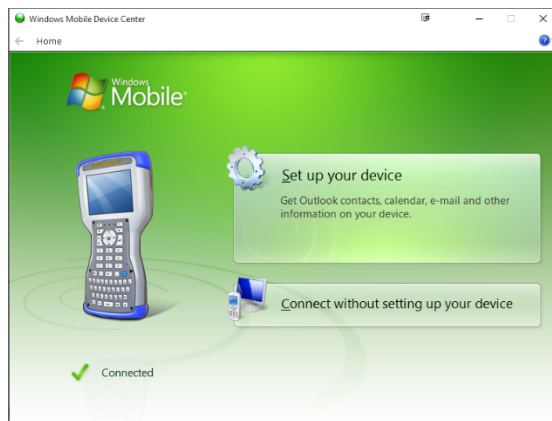 Windows Mobile Device Center
Home
Windows
Mobile
Set up your device
Get Outlook contacts, calendar, e-mail and other
information on your device.
Connect without setting up your device
Connected